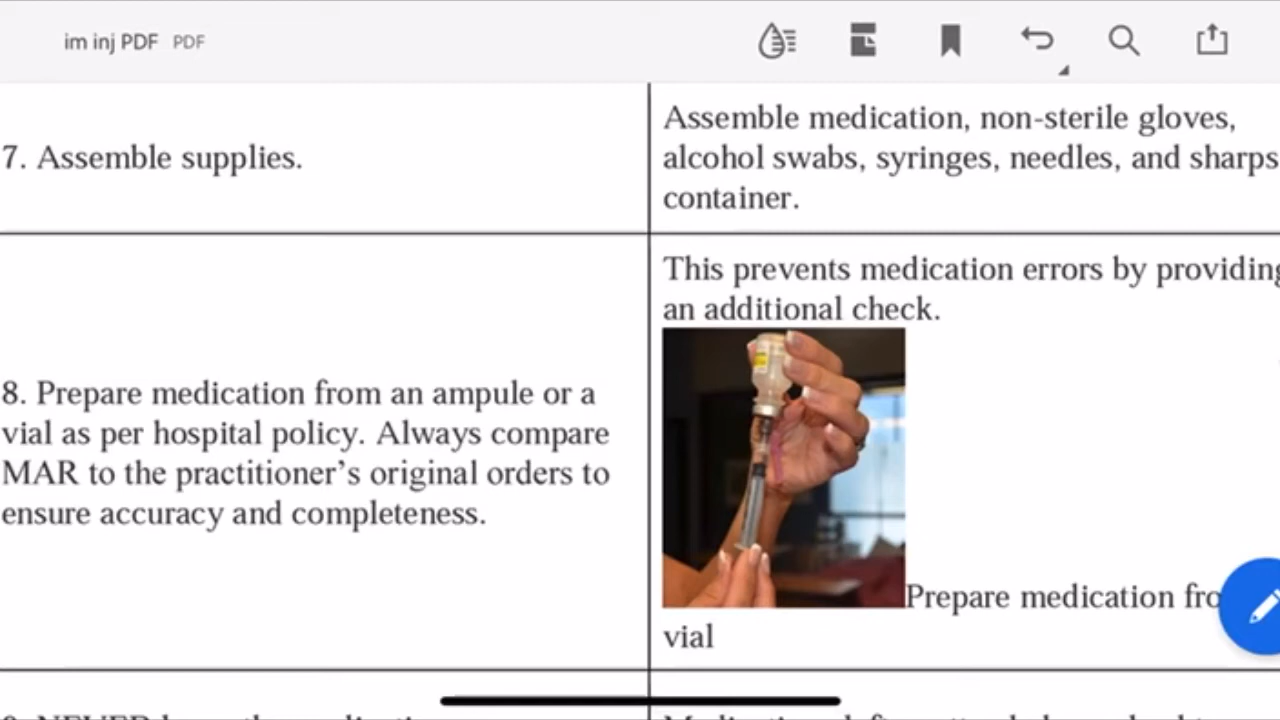 im inj PDF PDF
7. Assemble supplies.
Assemble medication, non-sterile gloves,
alcohol swabs, syringes, needles, and sharps
container.
8. Prepare medication from an ampule or a
vial as per hospital policy. Always compare
MAR to the practitioner’s original orders to
ensure accuracy and completeness.
This prevents medication errors by providing
an additional check.
Prepare medication fro
vial